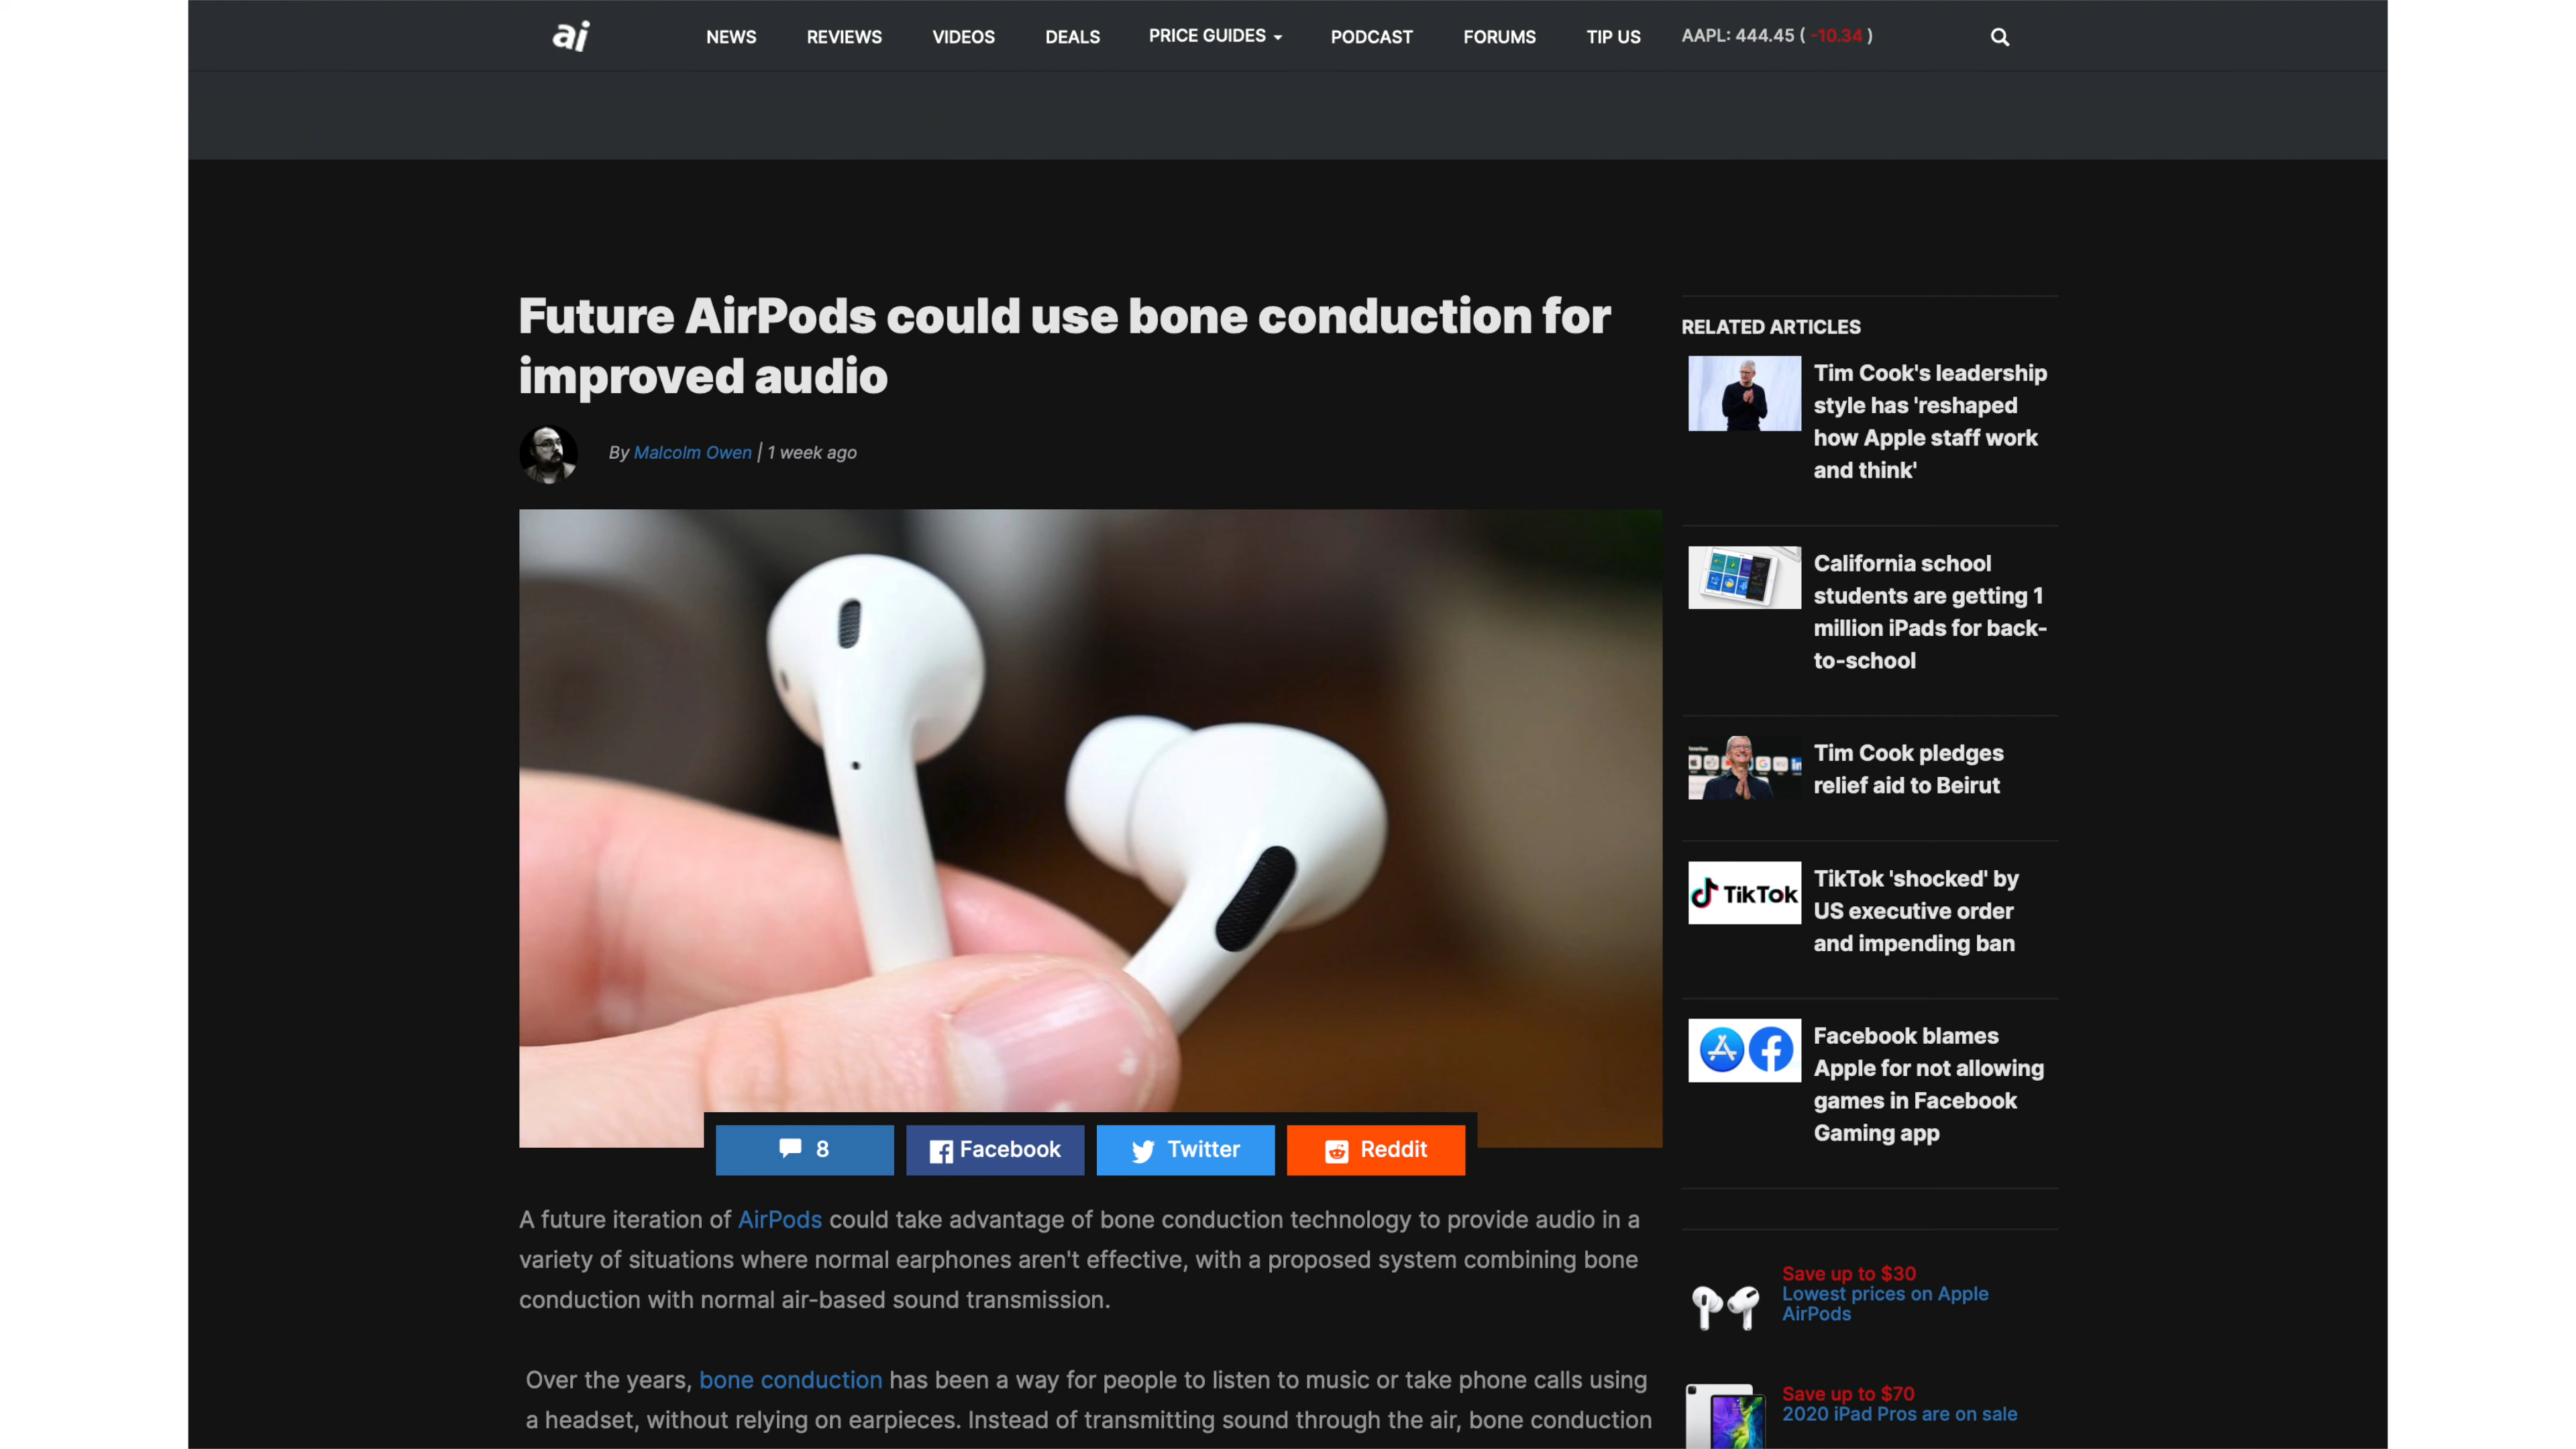 ai
NEWS
REVIEWS
VIDEOS
DEALS
PRICE GUIDES
PODCAST
FORUMS
TIP US
AAPL: 444.45 ( -10.34 )
Future AirPods could use bone conduction for
improved audio
By Malcolm Owen | 1 week ago
8
Facebook
Twitter
Reddit
A future iteration of AirPods could take advantage of bone conduction technology to provide audio in a
variety of situations where normal earphones aren't effective, with a proposed system combining bone
conduction with normal air-based sound transmission.
Over the years, bone conduction has been a way for people to listen to music or take phone calls using
a headset, without relying on earpieces. Instead of transmitting sound through the air, bone conduction
RELATED ARTICLES
Tim Cook's leadership
style has 'reshaped
how Apple staff work
and think'
California school
students are getting 1
million iPads for back-
to-school
Tim Cook pledges
relief aid to Beirut
TikTok
TikTok 'shocked' by
US executive order
and impending ban
Facebook blames
Apple for not allowing
games in Facebook
Gaming app
Save up to $30
Lowest prices on Apple
AirPods
Save up to $70
2020 iPad Pros are on sale